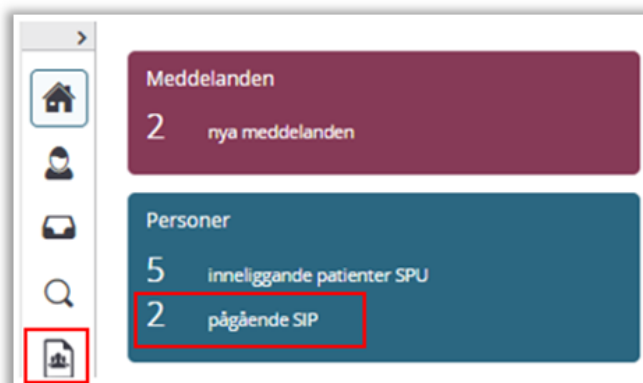 Meddelanden
2 nya meddelanden
Personer
5 inneliggande patienter SPU
2 pågående SIP